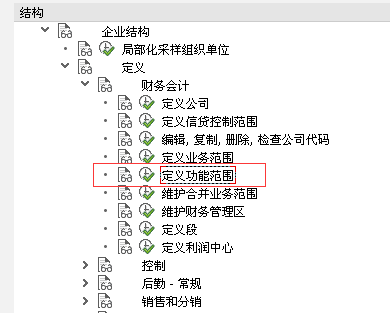 结构
企业结构
局部化采样组织单位
定义
财务会计
定义公司
定义信贷控制范围
编辑, 复制, 删除, 检查公司代码
定义业务范围
定义功能范围
维护合并业务范围
维护财务管理区
定义段
定义利润中心
控制
后勤 - 常规
销售和分销